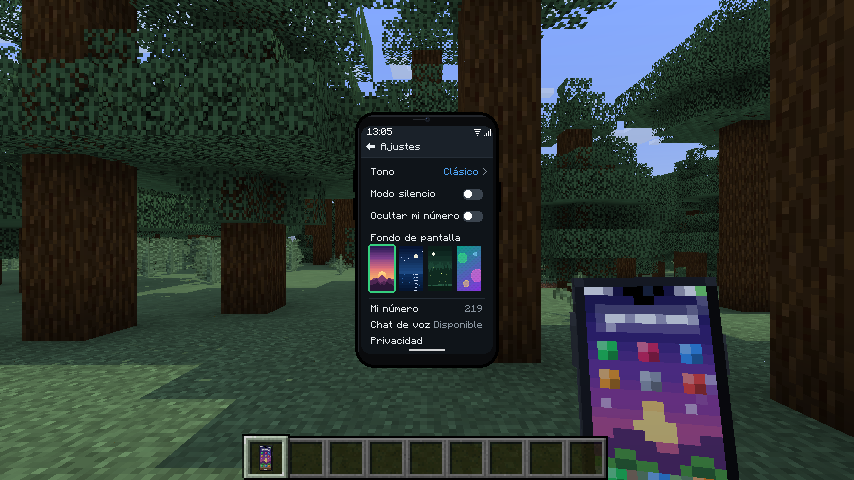 13:05
Ajustes
Tono Clásico
Modo silencio
Ocultar mi número
Fondo de pantalla
Mi número 219
Chat de voz Disponible
Privacidad